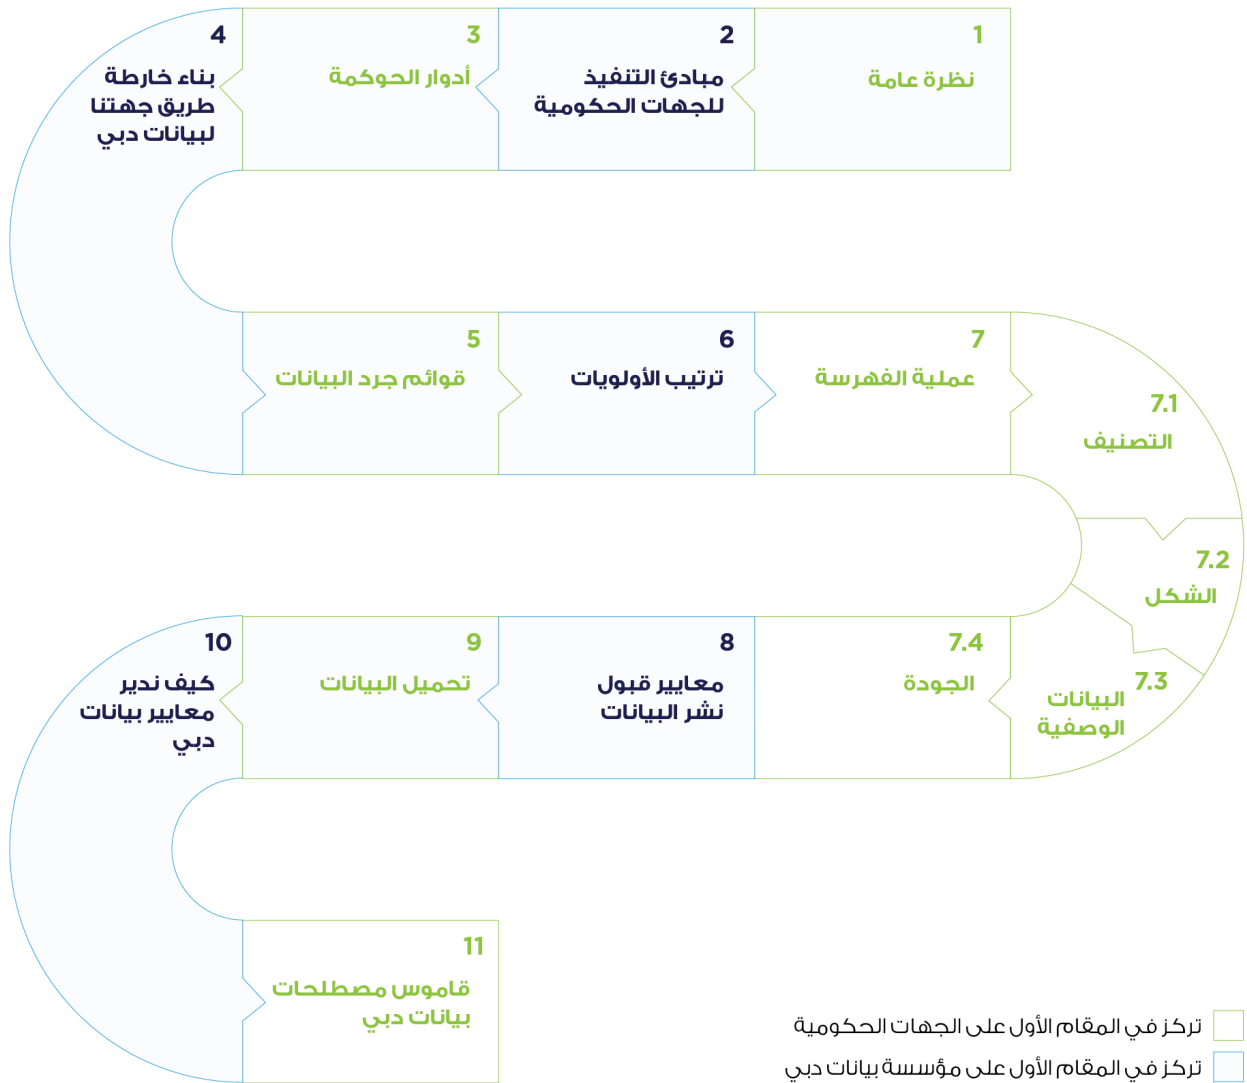 1
نظرة عامة
2
مبادئ التنفيذ
للجهات الحكومية
3
أدوار الحوكمة
4
بناء خارطة
طريق جهتنا
لبيانات دبي
5
قوائم جرد البيانات
6
ترتيب الأولويات
7
عملية الفهرسة
7.1
التصنيف
7.2
الشكل
7.3
البيانات
الوصفية
7.4
الجودة
8
معايير قبول
نشر البيانات
9
تحميل البيانات
10
كيف ندير
معايير بيانات
دبي
11
قاموس مصطلحات
بيانات دبي
تركز في المقام الأول على الجهات الحكومية
تركز في المقام الأول على مؤسسة بيانات دبي